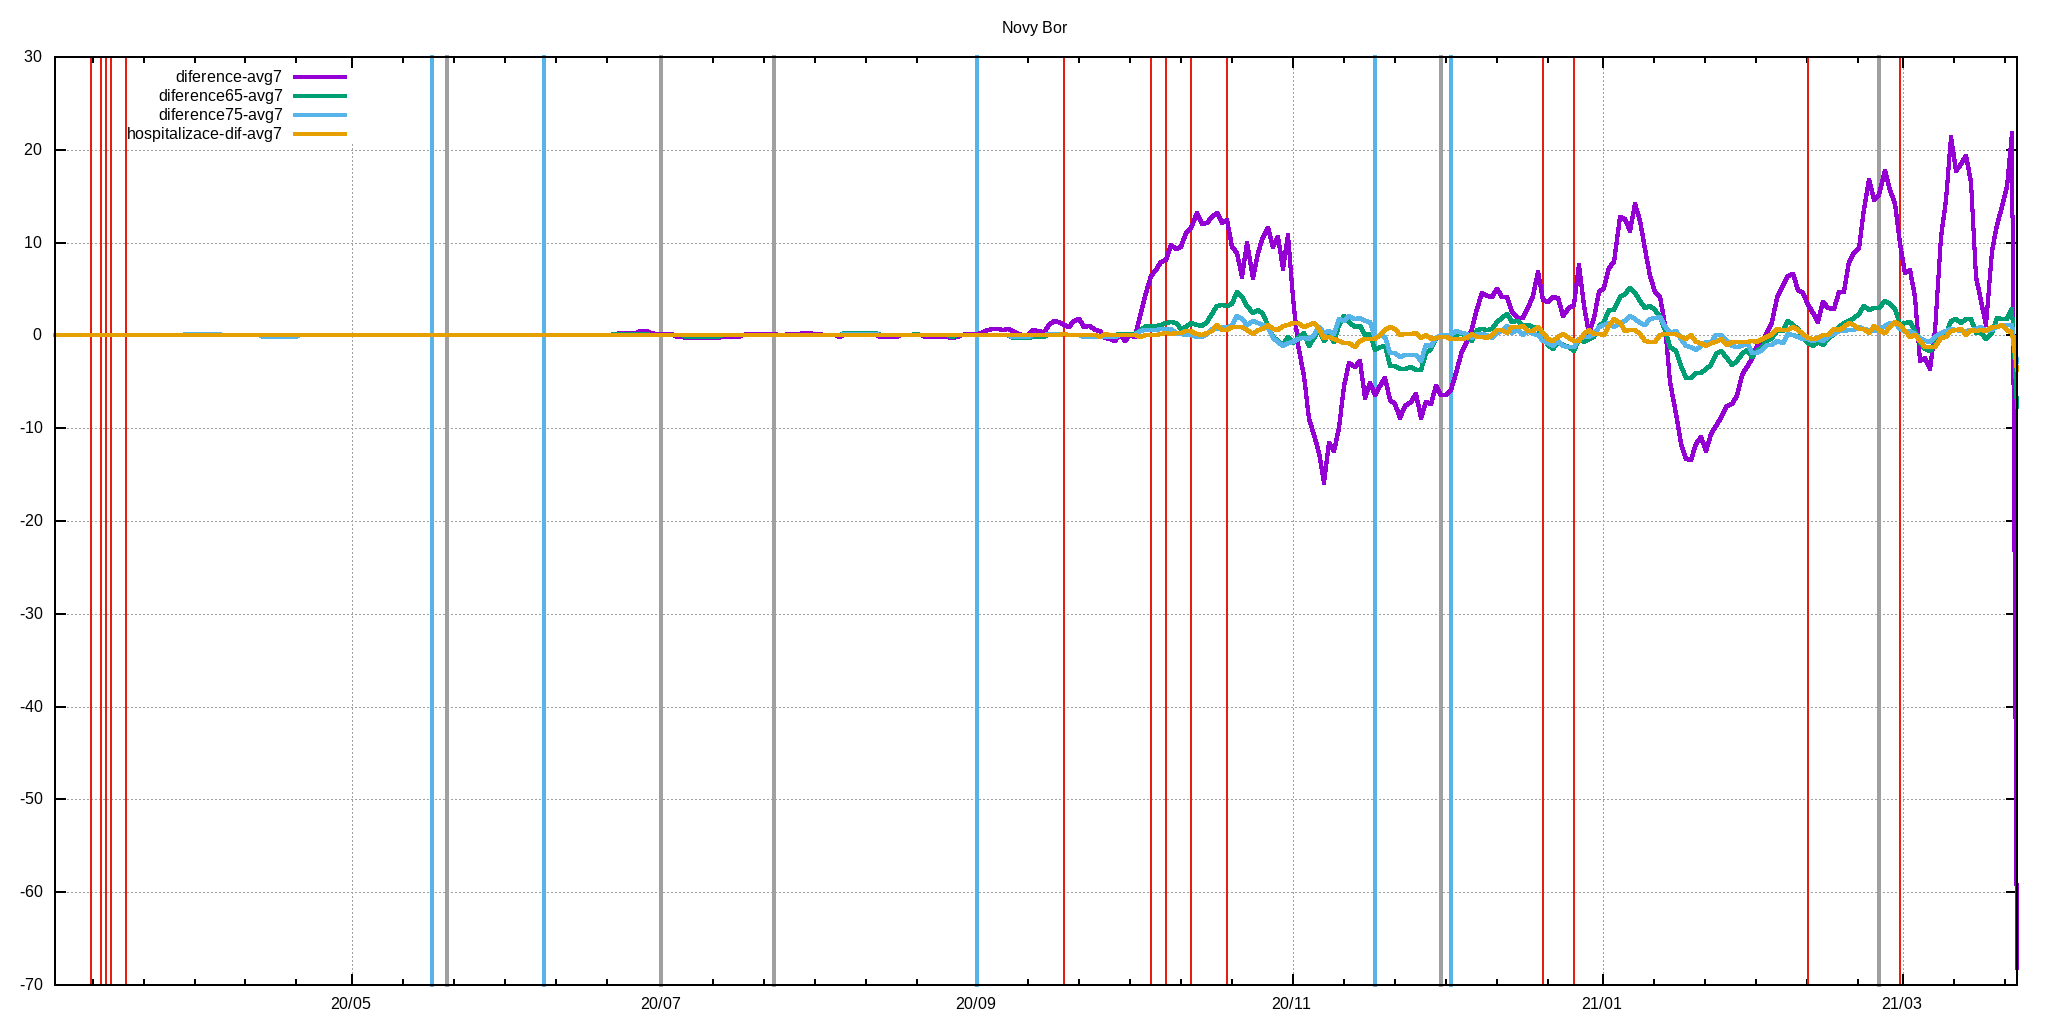 Novy Bor
30
diference-avg7
diference65-avg7
diference75-avg7
hospitalizace-dif-avg7
20
10
0
-10
-20
-30
-40
-50
-60
-70
20/05 20/07 20/09 20/11 21/01 21/03